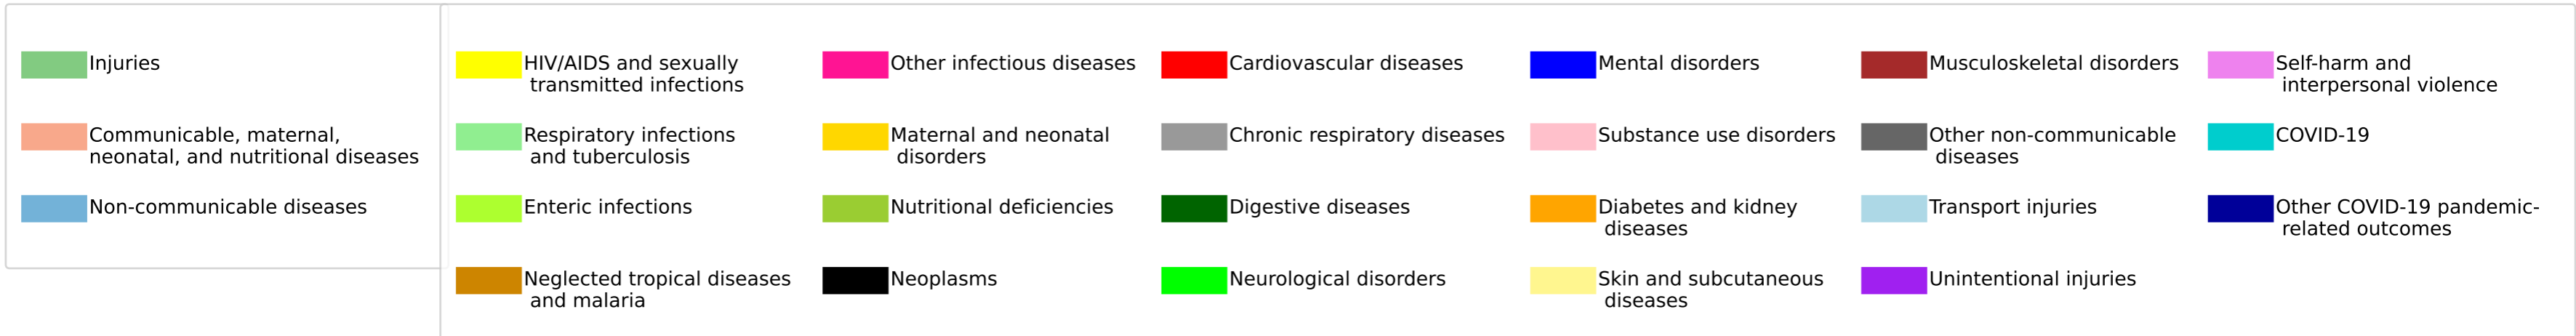 Injuries
Communicable, maternal,
neonatal, and nutritional diseases
Non-communicable diseases
HIV/AIDS and sexually
transmitted infections
Respiratory infections
and tuberculosis
Enteric infections
Neglected tropical diseases
and malaria
Other infectious diseases
Maternal and neonatal
disorders
Nutritional deficiencies
Neoplasms
Cardiovascular diseases
Chronic respiratory diseases
Digestive diseases
Neurological disorders
Mental disorders
Substance use disorders
Diabetes and kidney
diseases
Skin and subcutaneous
diseases
Musculoskeletal disorders
Other non-communicable
diseases
Transport injuries
Unintentional injuries
Self-harm and
interpersonal violence
COVID-19
Other COVID-19 pandemic-
related outcomes